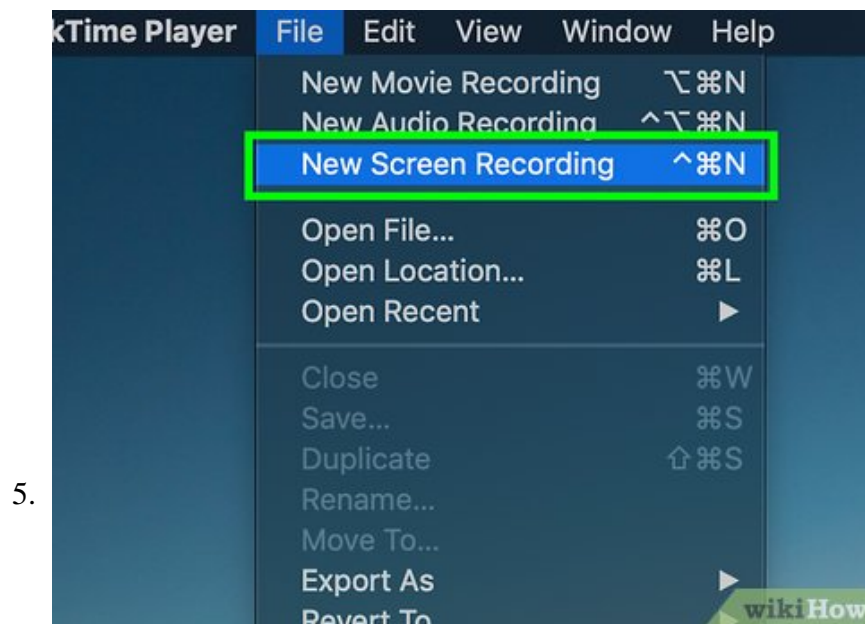 kTime Player File Edit View Window Help
New Movie Recording ⌥⌘N
New Audio Recording ^⌥⌘N
New Screen Recording ^⌘N
Open File... ⌘O
Open Location... ⌘L
Open Recent ▶
Close ⌘W
Save... ⌘S
Duplicate ⇧⌘S
5.
Rename...
Move To...
Export As ▶
Revert To
wikiHow